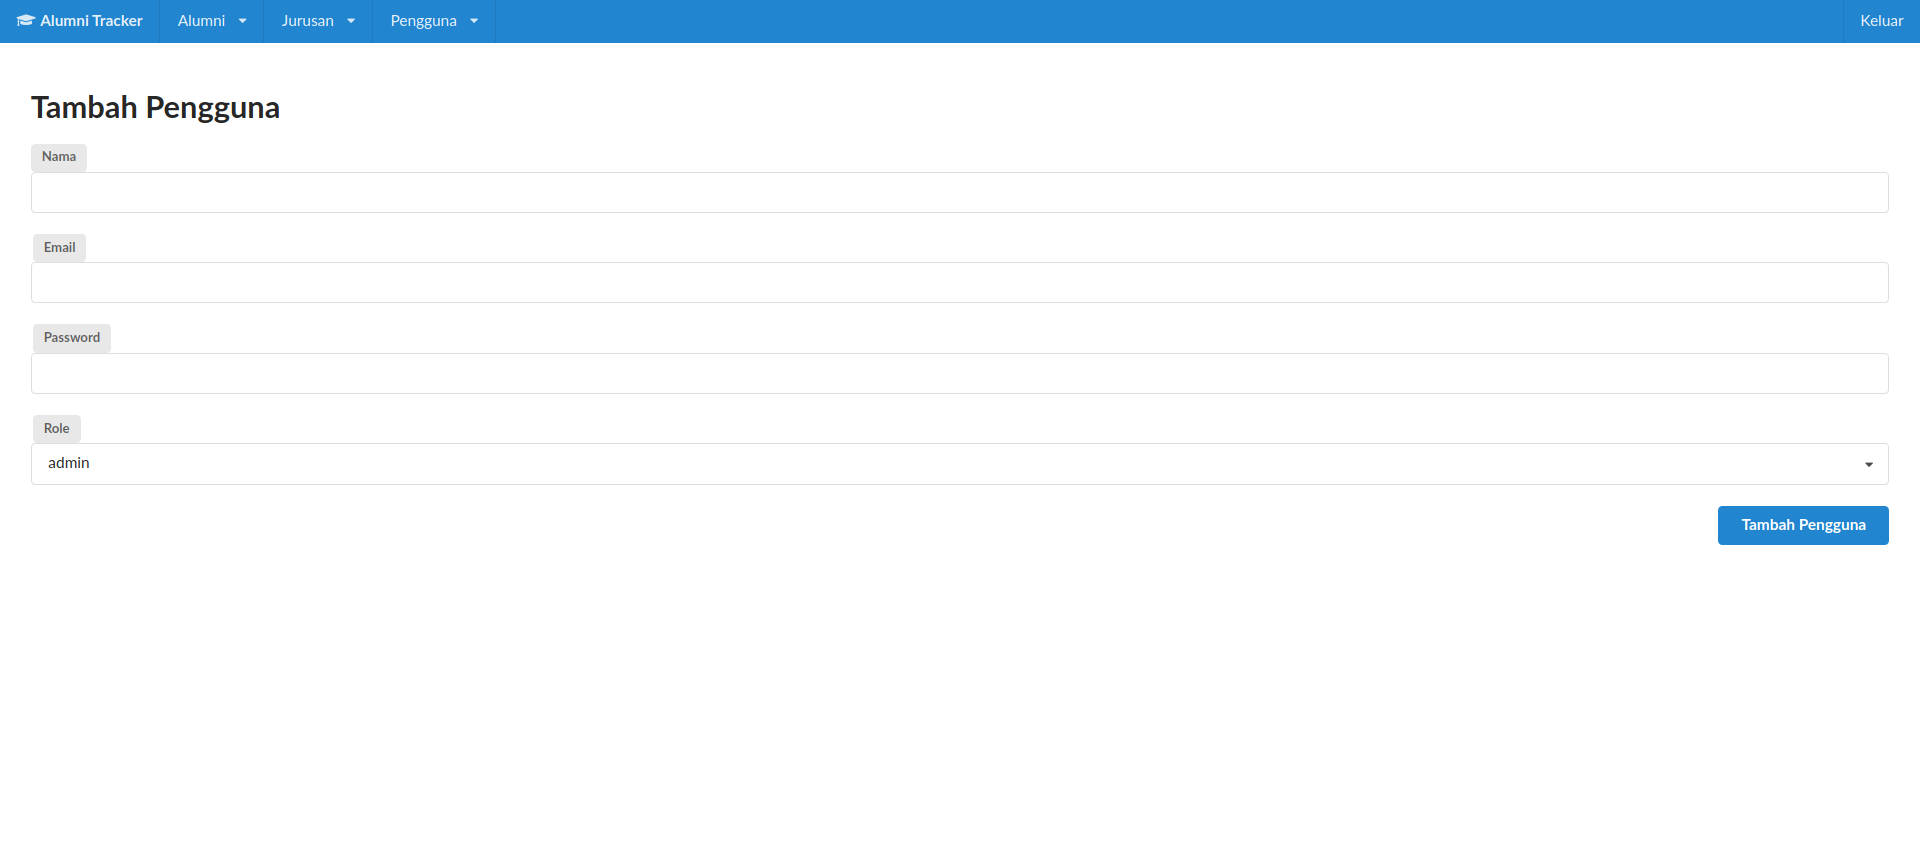 Alumni Tracker Alumni Jurusan Pengguna Keluar
Tambah Pengguna
Nama
Email
Password
Role
admin
Tambah Pengguna